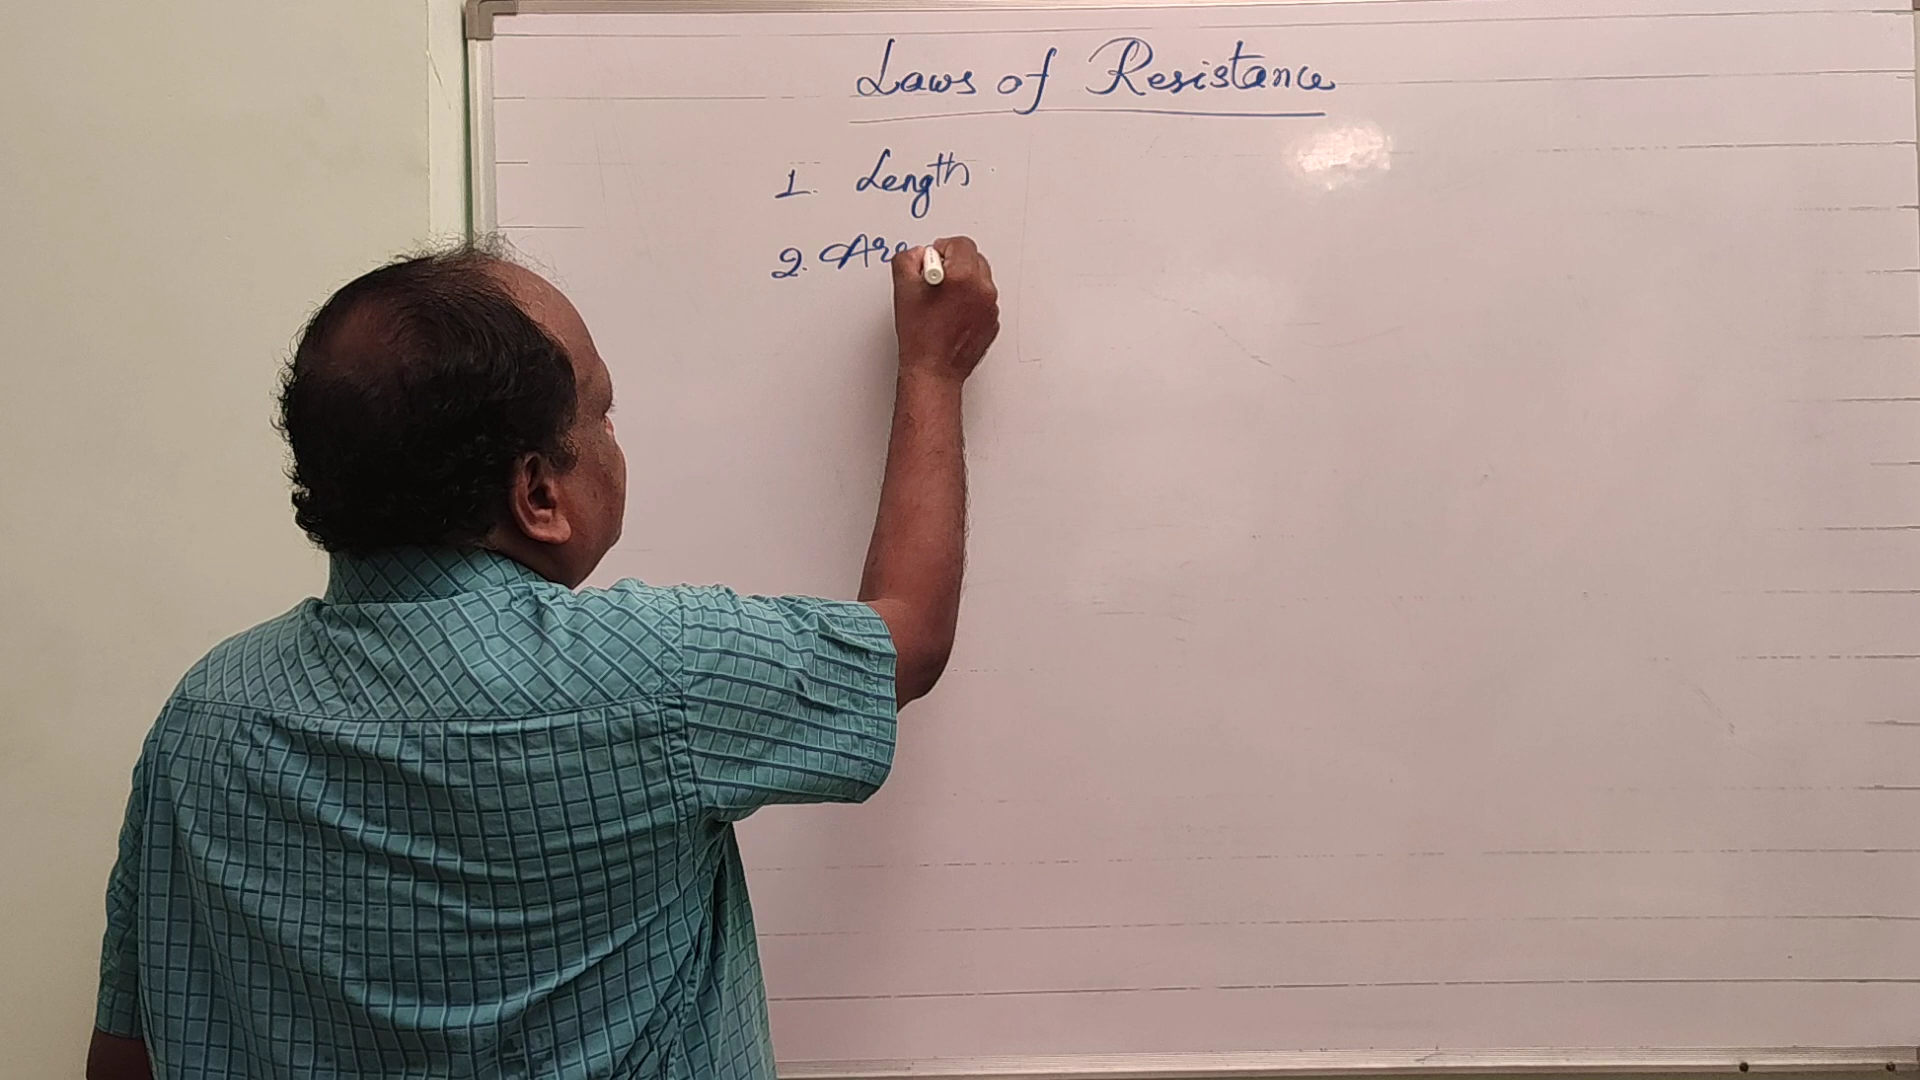 Laws of Resistance
1. Length
2. Are